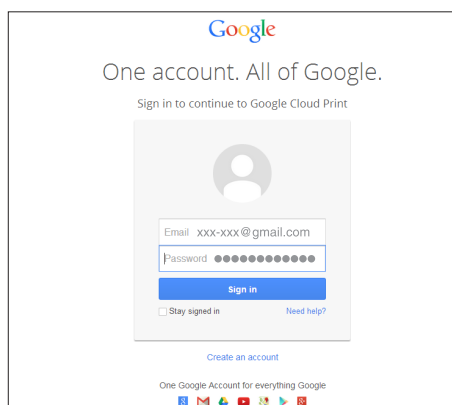 Google
One account. All of Google.
Sign in to continue to Google Cloud Print
Email xxx-xxx@gmail.com
Password ●●●●●●●●●●●●
Sign in
Stay signed in Need help?
Create an account
One Google Account for everything Google